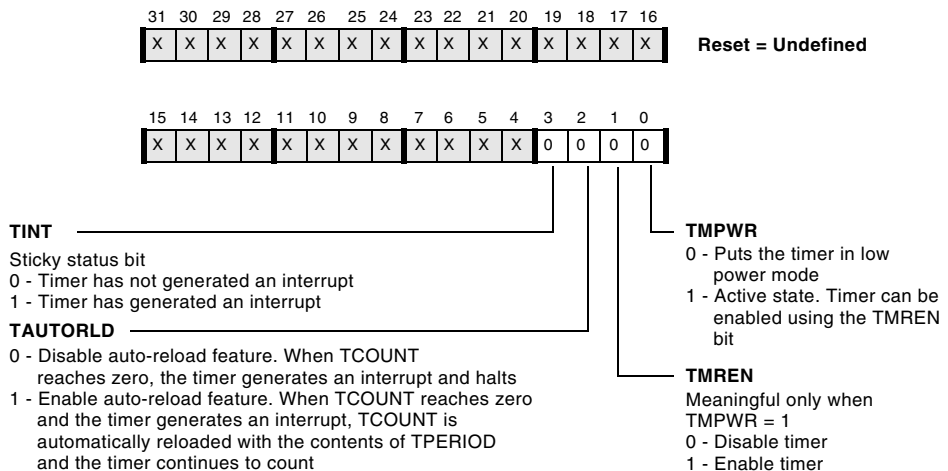 31 30 29 28 27 26 25 24 23 22 21 20 19 18 17 16
X X X X X X X X X X X X X X X X
Reset = Undefined
15 14 13 12 11 10 9 8 7 6 5 4 3 2 1 0
X X X X X X X X X X X X 0 0 0 0
TINT
Sticky status bit
0 - Timer has not generated an interrupt
1 - Timer has generated an interrupt
TAUTORLD
0 - Disable auto-reload feature. When TCOUNT
reaches zero, the timer generates an interrupt and halts
1 - Enable auto-reload feature. When TCOUNT reaches zero
and the timer generates an interrupt, TCOUNT is
automatically reloaded with the contents of TPERIOD
and the timer continues to count
TMPWR
0 - Puts the timer in low
power mode
1 - Active state. Timer can be
enabled using the TMREN
bit
TMREN
Meaningful only when
TMPWR = 1
0 - Disable timer
1 - Enable timer